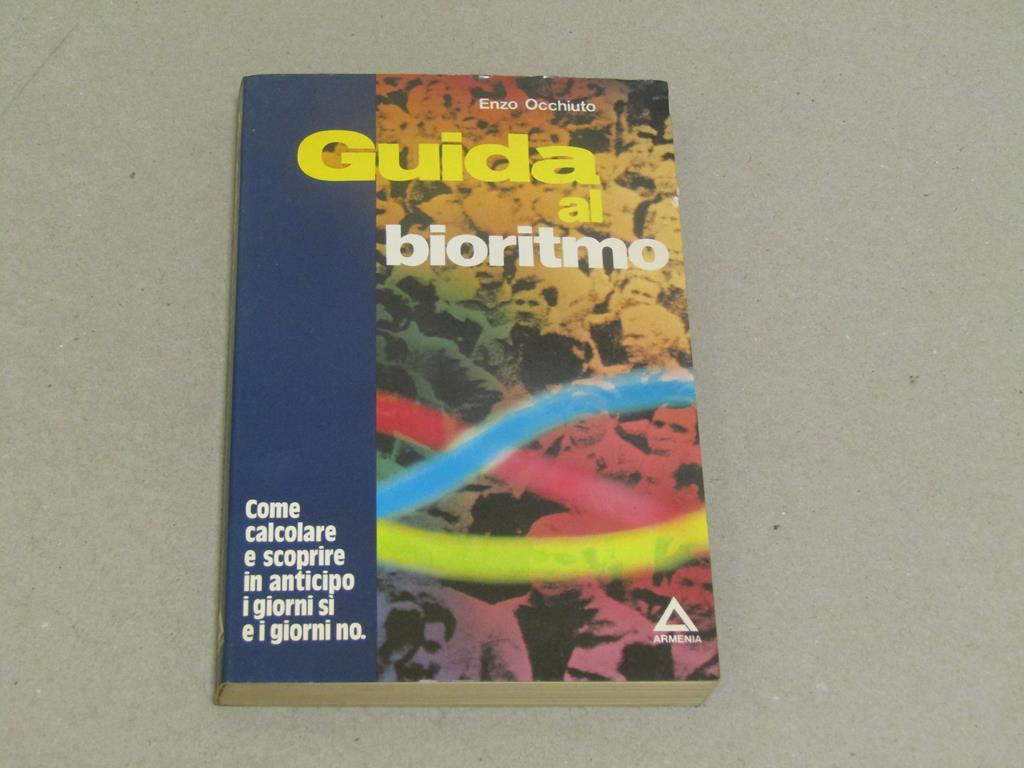 Enzo Occhiuto
Guida
al
bioritmo
Come
calcolare
e scoprire
in anticipo
i giorni sì
e i giorni no.
ARMENIA